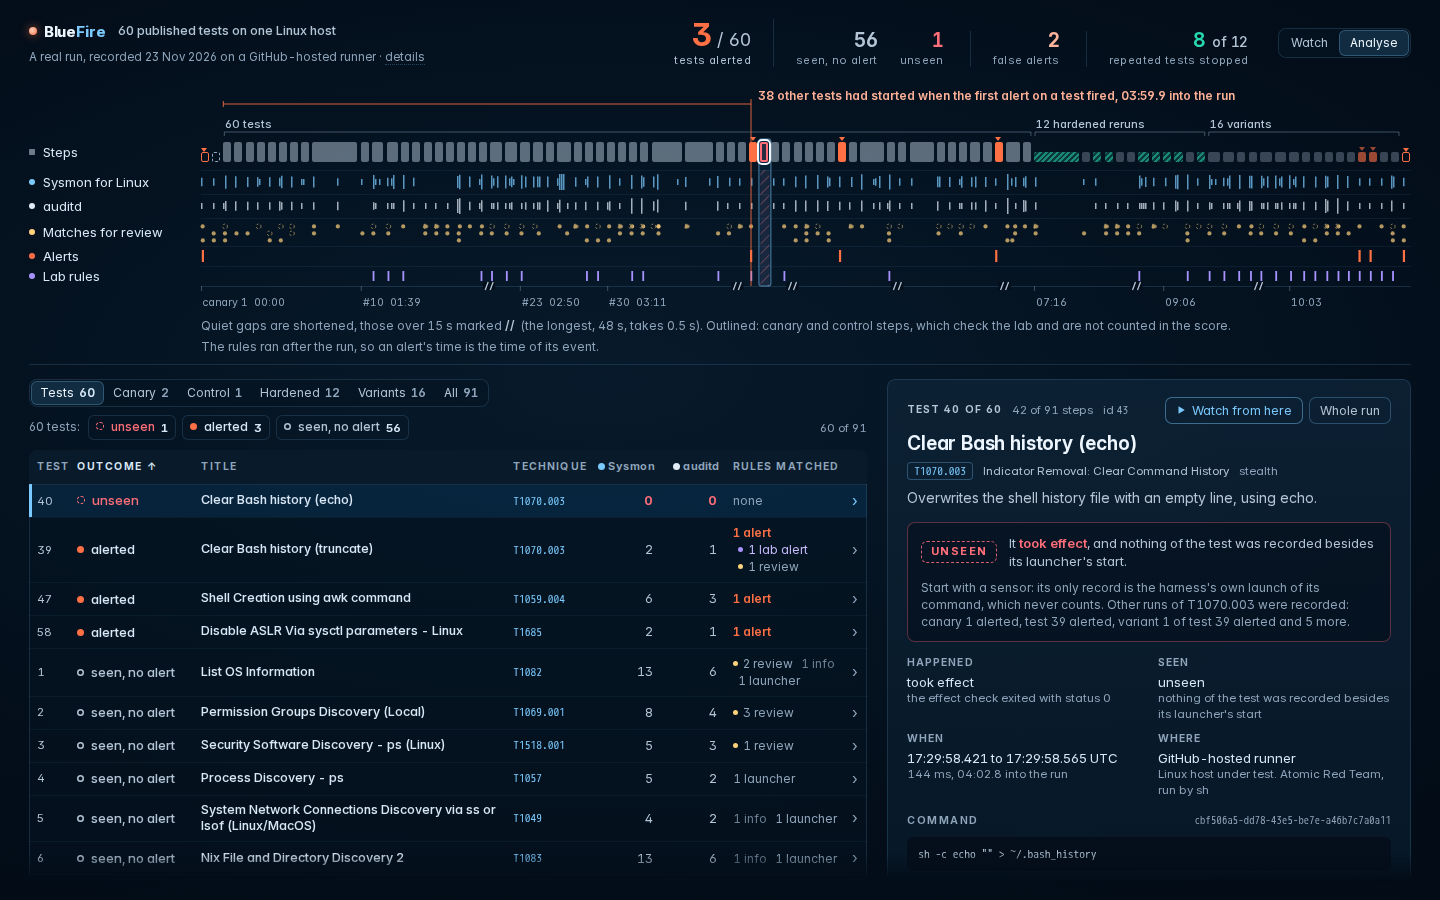 BlueFire 60 published tests on one Linux host
A real run, recorded 23 Nov 2026 on a GitHub-hosted runner · details
3 / 60
tests alerted
56
seen, no alert
1
unseen
2
false alerts
8 of 12
repeated tests stopped
Watch Analyse
38 other tests had started when the first alert on a test fired, 03:59.9 into the run
60 tests 12 hardened reruns 16 variants
Steps
Sysmon for Linux
auditd
Matches for review
Alerts
Lab rules
// // // // // // //
canary 1 00:00 #10 01:39 #23 02:50 #30 03:11 07:16 09:06 10:03
Quiet gaps are shortened, those over 15 s marked // (the longest, 48 s, takes 0.5 s). Outlined: canary and control steps, which check the lab and are not counted in the score.
The rules ran after the run, so an alert's time is the time of its event.
Tests 60 Canary 2 Control 1 Hardened 12 Variants 16 All 91
60 tests: unseen 1 alerted 3 seen, no alert 56 60 of 91
TEST OUTCOME ↑ TITLE TECHNIQUE Sysmon auditd RULES MATCHED
40 unseen Clear Bash history (echo) T1070.003 0 0 none ›
39 alerted Clear Bash history (truncate) T1070.003 2 1 1 alert ›
1 lab alert
1 review
47 alerted Shell Creation using awk command T1059.004 6 3 1 alert ›
58 alerted Disable ASLR Via sysctl parameters - Linux T1685 2 1 1 alert ›
1 seen, no alert List OS Information T1082 13 6 2 review 1 info ›
1 launcher
2 seen, no alert Permission Groups Discovery (Local) T1069.001 8 4 3 review ›
3 seen, no alert Security Software Discovery - ps (Linux) T1518.001 5 3 1 review ›
4 seen, no alert Process Discovery - ps T1057 5 2 1 launcher ›
5 seen, no alert System Network Connections Discovery via ss or lsof (Linux/MacOS) T1049 4 2 1 info 1 launcher ›
6 seen, no alert Nix File and Directory Discovery 2 T1083 13 6 1 info 1 launcher ›
TEST 40 OF 60 42 of 91 steps id 43 Watch from here Whole run
Clear Bash history (echo)
T1070.003 Indicator Removal: Clear Command History stealth
Overwrites the shell history file with an empty line, using echo.
UNSEEN It took effect, and nothing of the test was recorded besides
its launcher's start.
Start with a sensor: its only record is the harness's own launch of its
command, which never counts. Other runs of T1070.003 were recorded:
canary 1 alerted, test 39 alerted, variant 1 of test 39 alerted and 5 more.
HAPPENED
took effect
the effect check exited with status 0
SEEN
unseen
nothing of the test was recorded besides
its launcher's start
WHEN
17:29:58.421 to 17:29:58.565 UTC
144 ms, 04:02.8 into the run
WHERE
GitHub-hosted runner
Linux host under test. Atomic Red Team,
run by sh
COMMAND cbf506a5-dd78-43e5-be7e-a46b7c7a0a11
sh -c echo "" > ~/.bash_history